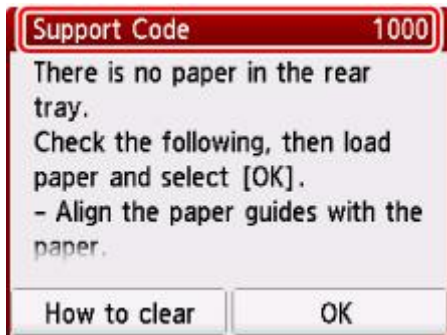 Support Code 1000
There is no paper in the rear
tray.
Check the following, then load
paper and select [OK].
– Align the paper guides with the
paper.
How to clear
OK